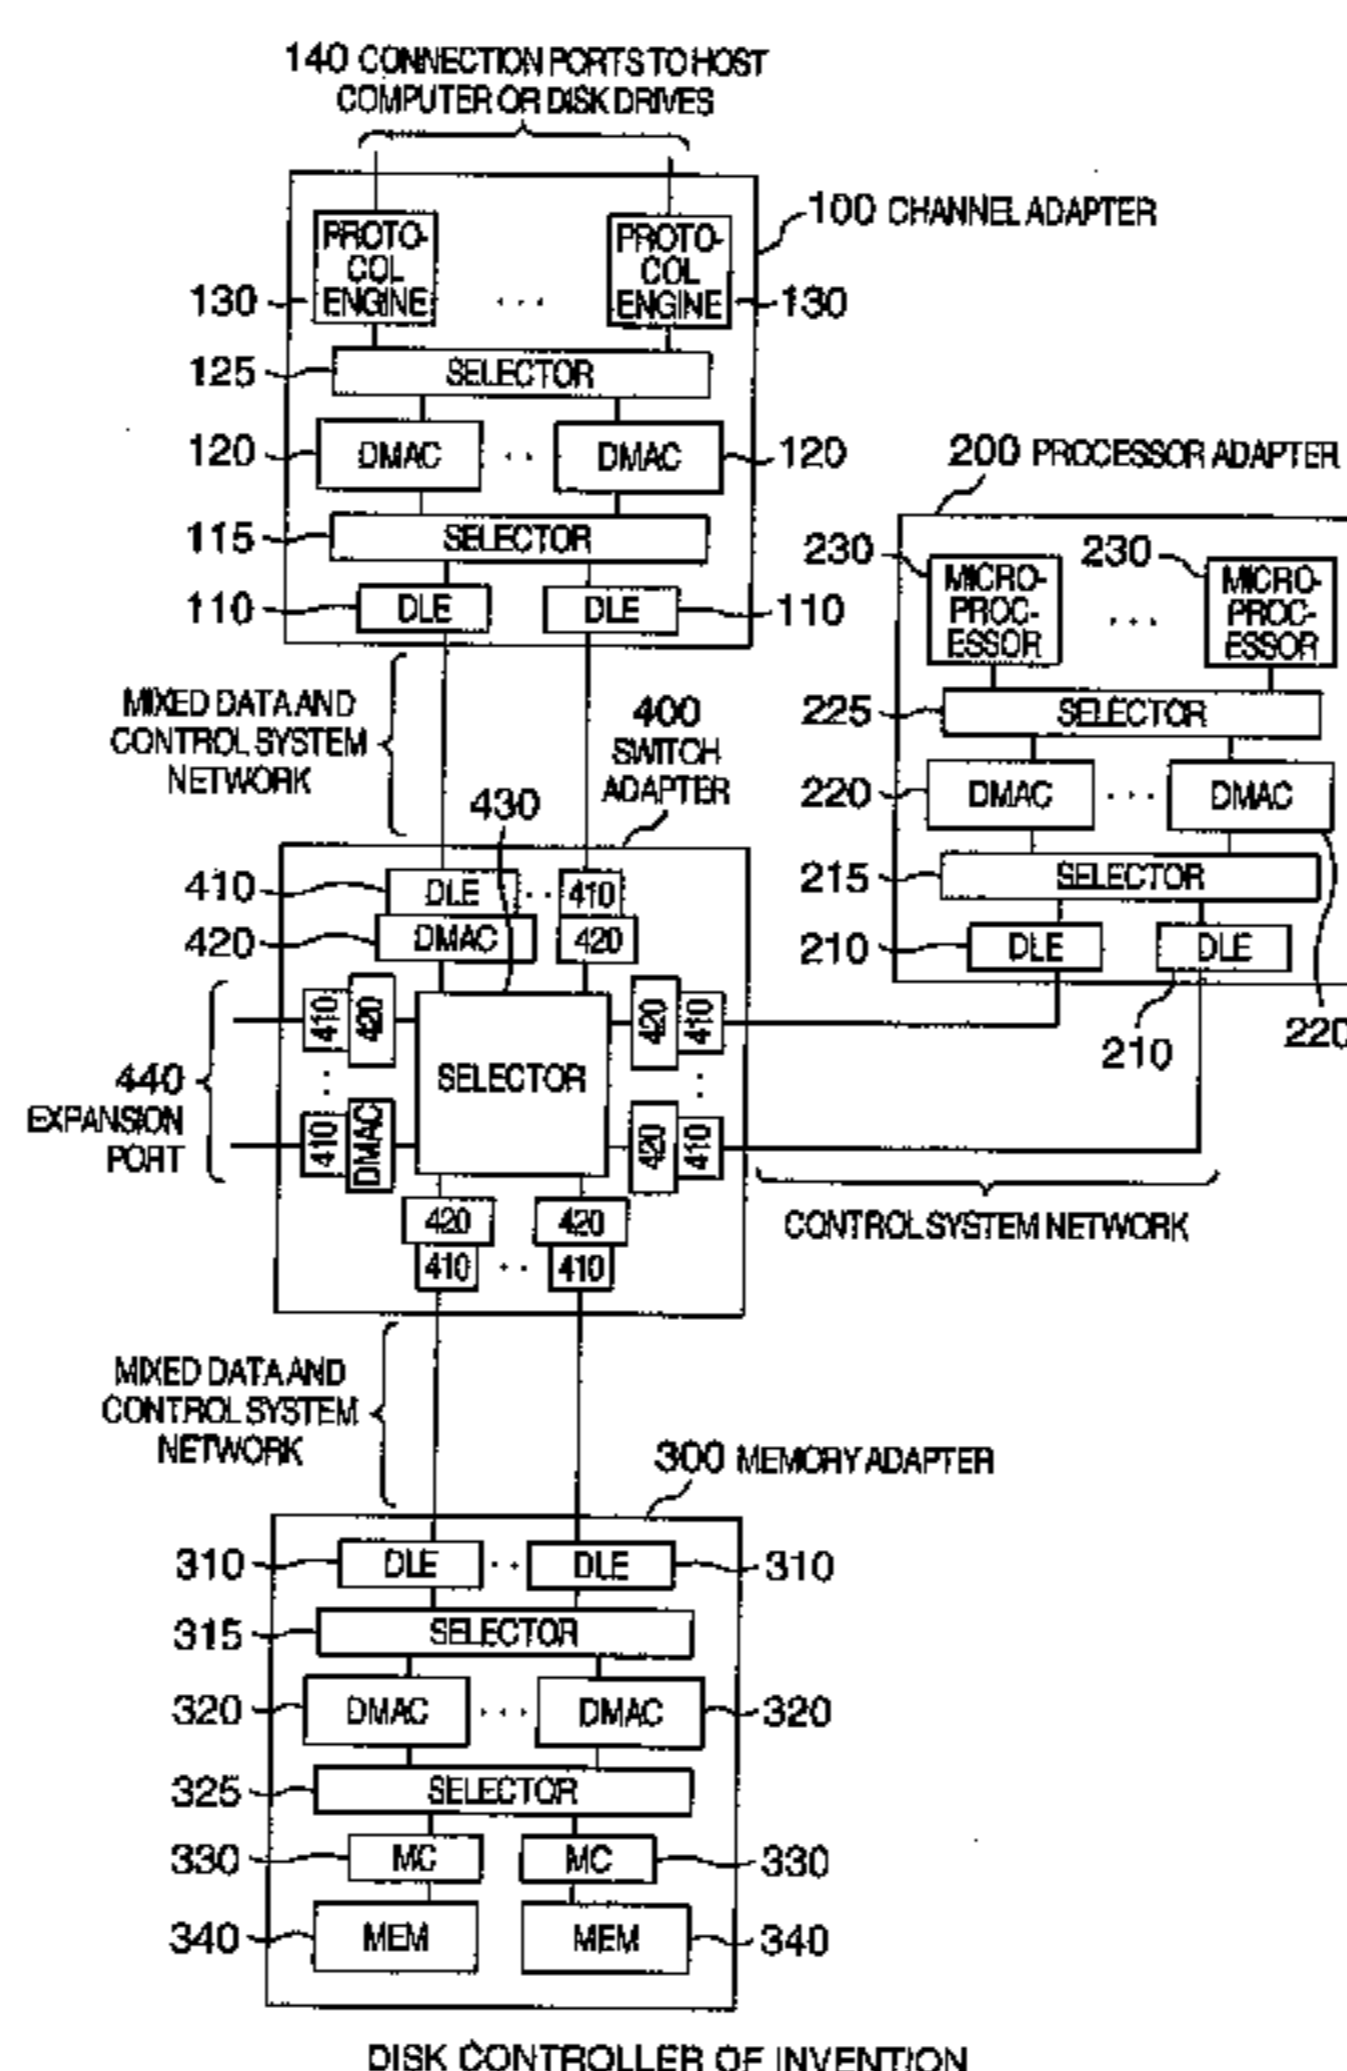 140 CONNECTION PORTS TO HOST
COMPUTER OR DISK DRIVES
100 CHANNEL ADAPTER
PROTO-
COL
ENGINE
PROTO-
COL
ENGINE
130
...
130
125
SELECTOR
120
DMAC
DMAC
120
115
SELECTOR
110
DLE
DLE
110
200 PROCESSOR ADAPTER
230
230
MICRO-
PROC-
ESSOR
...
MICRO-
PROC-
ESSOR
225
SELECTOR
220
DMAC
...
DMAC
215
SELECTOR
210
DLE
DLE
210
220
MIXED DATA AND
CONTROL SYSTEM
NETWORK
400
SWITCH
ADAPTER
430
410
DLE
410
420
DMAC
420
410
420
420
410
440
EXPANSION
PORT
SELECTOR
410
DMAC
420
410
420
420
410
410
CONTROL SYSTEM NETWORK
MIXED DATA AND
CONTROL SYSTEM
NETWORK
300 MEMORY ADAPTER
310
DLE
DLE
310
315
SELECTOR
320
DMAC
...
DMAC
320
325
SELECTOR
330
MC
MC
330
340
MEM
MEM
340
DISK CONTROLLER OF INVENTION